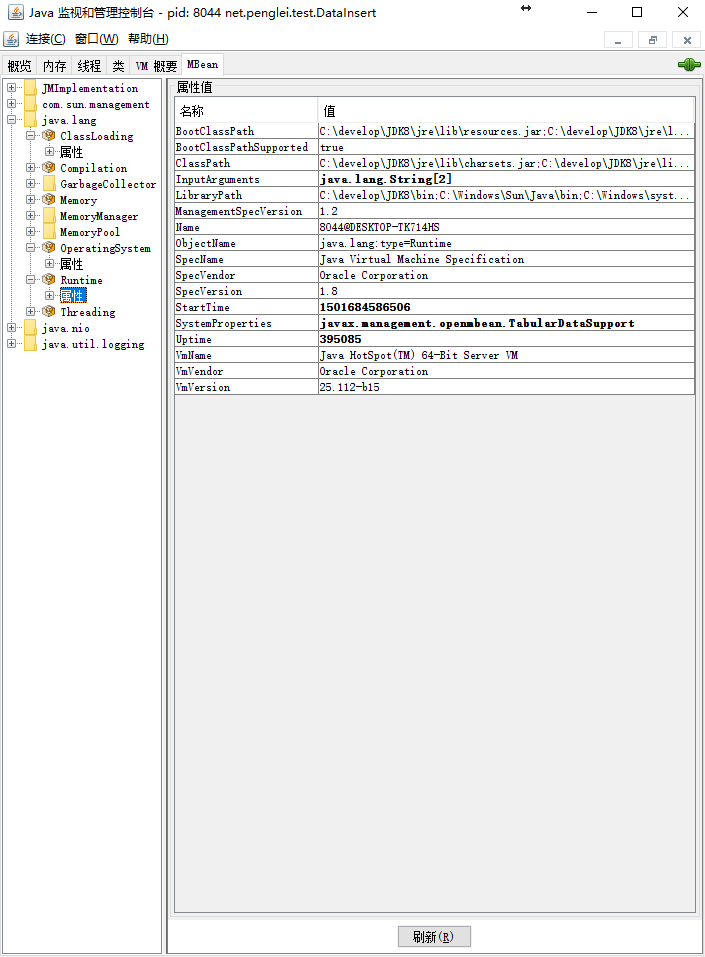 Java 监视和管理控制台 - pid: 8044 net.penglei.test.DataInsert
连接(C) 窗口(W) 帮助(H)
概览 内存 线程 类 VM 概要 MBean
JMImplementation
com.sun.management
java.lang
ClassLoading
属性
Compilation
GarbageCollector
Memory
MemoryManager
MemoryPool
OperatingSystem
属性
Runtime
属性
Threading
java.nio
java.util.logging
属性值
名称 值
BootClassPath C:\develop\JDK8\jre\lib\resources.jar;C:\develop\JDK8\jre\l...
BootClassPathSupported true
ClassPath C:\develop\JDK8\jre\lib\charsets.jar;C:\develop\JDK8\jre\li...
InputArguments java.lang.String[2]
LibraryPath C:\develop\JDK8\bin;C:\Windows\Sun\Java\bin;C:\Windows\syst...
ManagementSpecVersion 1.2
Name 8044@DESKTOP-TK714HS
ObjectName java.lang:type=Runtime
SpecName Java Virtual Machine Specification
SpecVendor Oracle Corporation
SpecVersion 1.8
StartTime 1501684586506
SystemProperties javax.management.openmbean.TabularDataSupport
Uptime 395085
VmName Java HotSpot(TM) 64-Bit Server VM
VmVendor Oracle Corporation
VmVersion 25.112-b15
刷新(R)